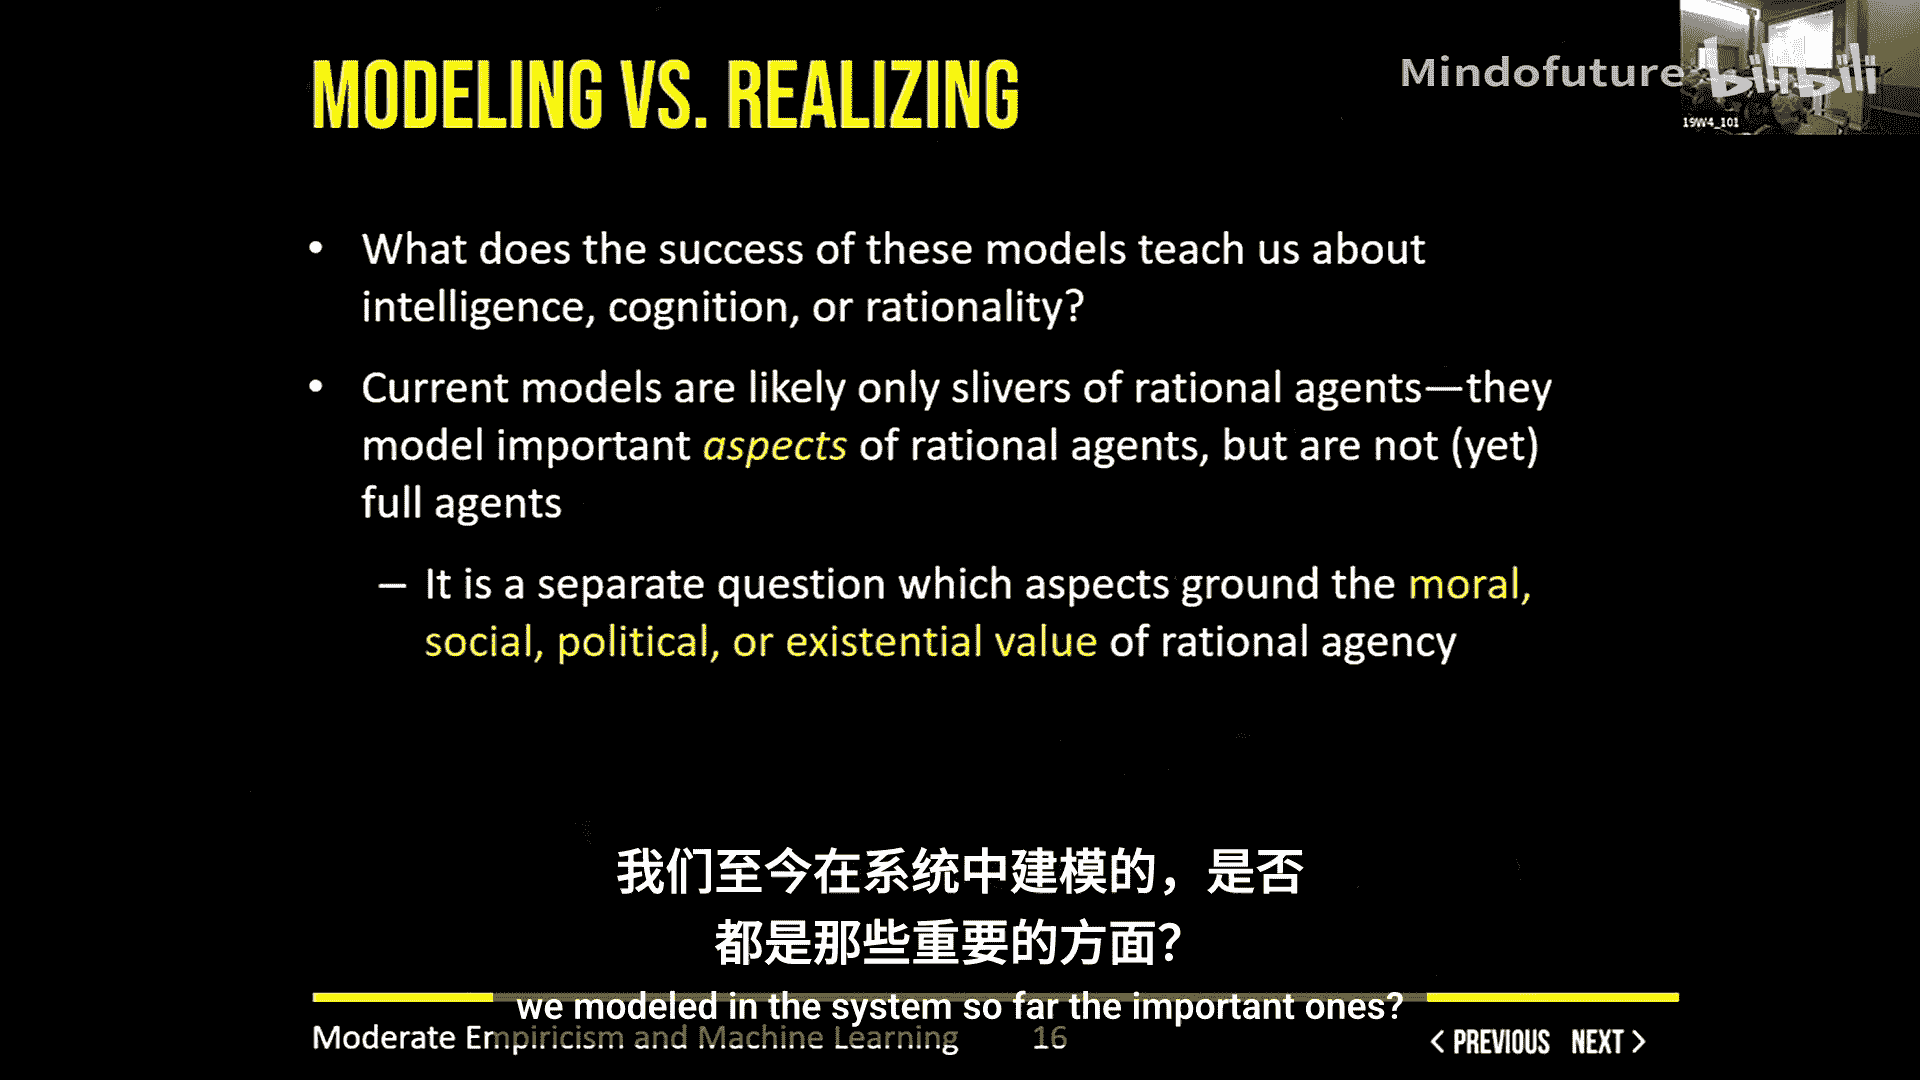 MODELING VS. REALIZING
Mindofuture
bilibili
19W4_101
• What does the success of these models teach us about
intelligence, cognition, or rationality?
• Current models are likely only slivers of rational agents—they
model important aspects of rational agents, but are not (yet)
full agents
– It is a separate question which aspects ground the moral,
social, political, or existential value of rational agency
我们至今在系统中建模的，是否
都是那些重要的方面？
we modeled in the system so far the important ones?
Moderate Empiricism and Machine Learning 16
< PREVIOUS NEXT >